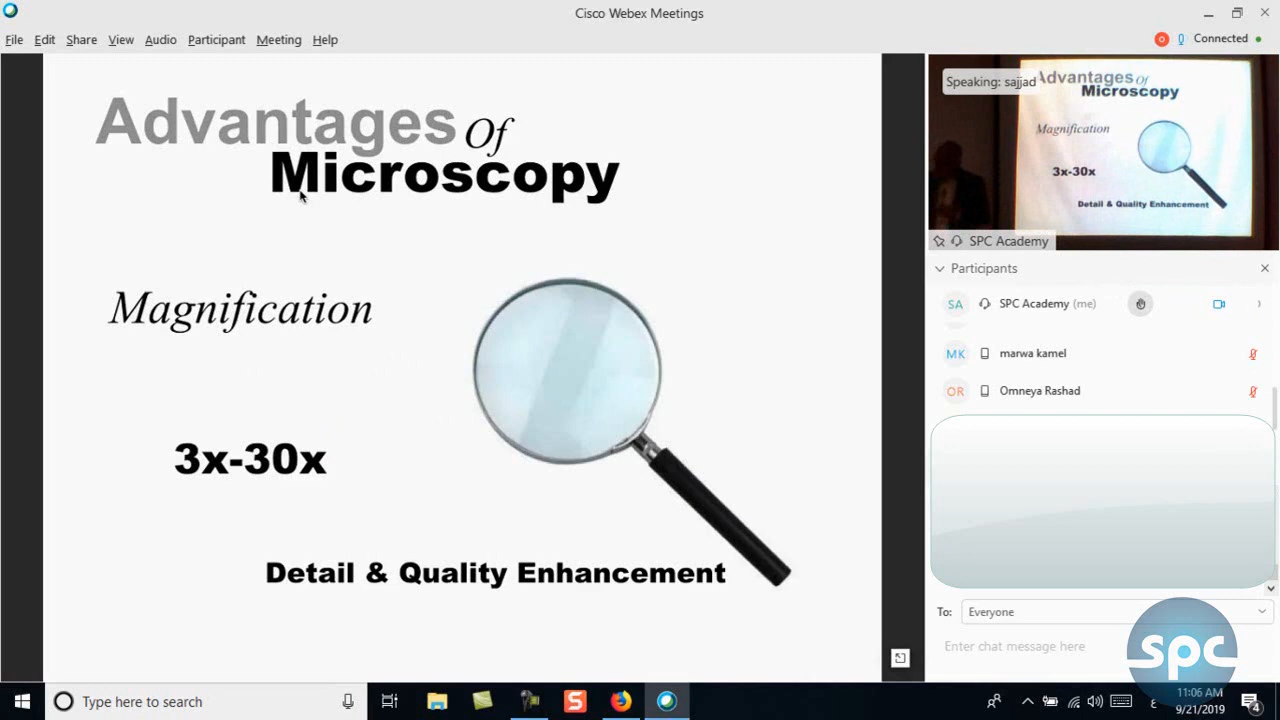 Cisco Webex Meetings
File Edit Share View Audio Participant Meeting Help
Connected
Advantages Of
Microscopy
Magnification
3x-30x
Detail & Quality Enhancement
Speaking: sajjad
Advantages Of
Microscopy
Magnification
3x-30x
Detail & Quality Enhancement
SPC Academy
Participants
SA SPC Academy (me)
MK marwa kamel
OR Omneya Rashad
To: Everyone
Enter chat message here
spc
Type here to search
S
ع
11:06 AM
9/21/2019
4